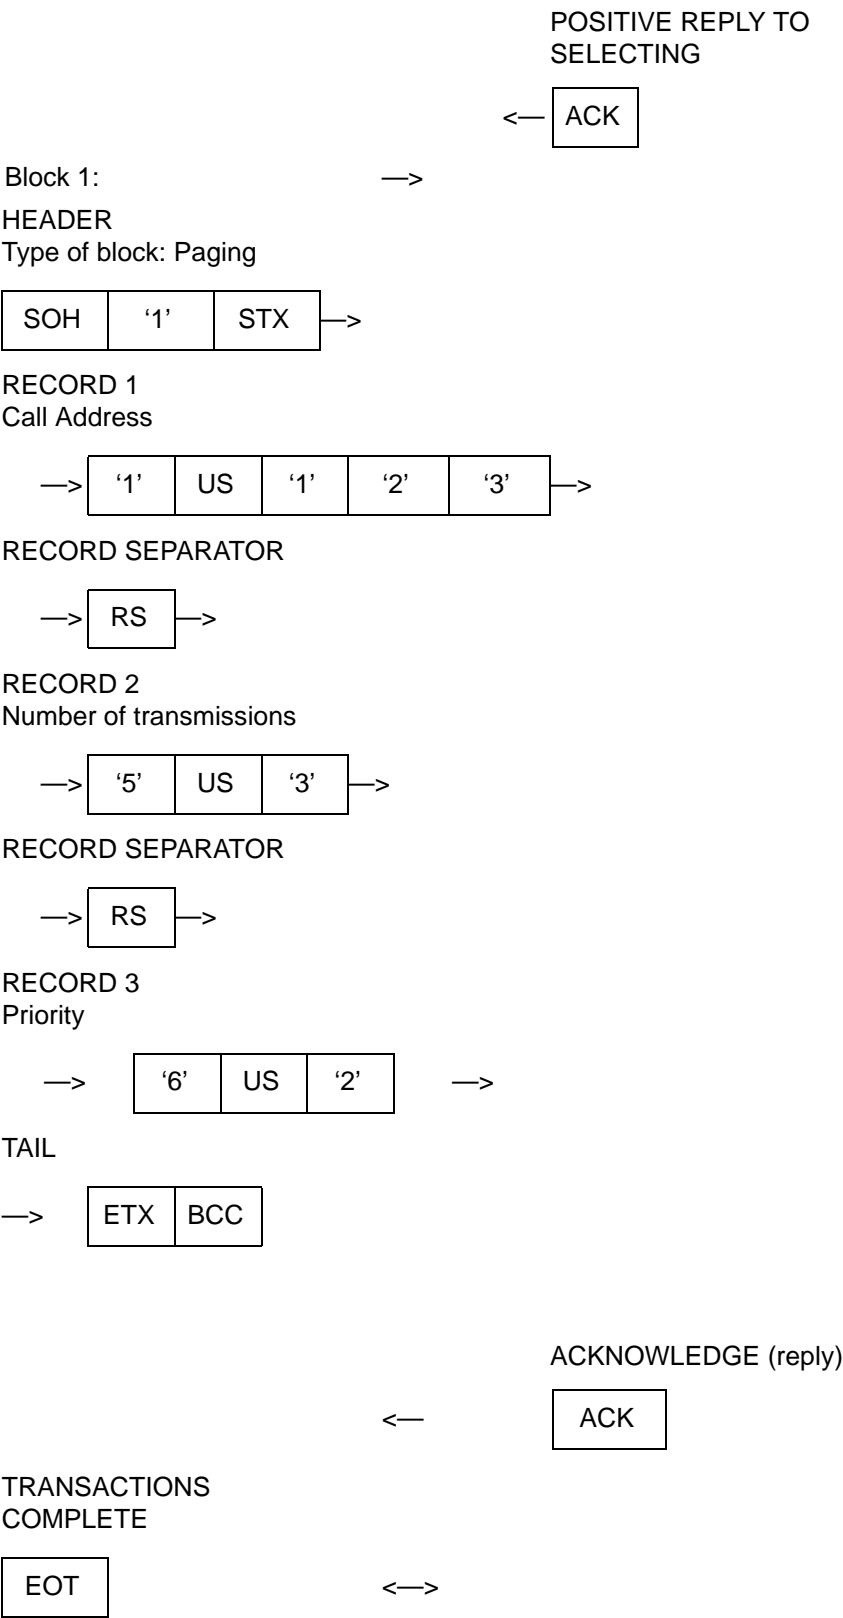 POSITIVE REPLY TO
SELECTING
<— ACK
Block 1: —>
HEADER
Type of block: Paging
SOH ‘1’ STX —>
RECORD 1
Call Address
—> ‘1’ US ‘1’ ‘2’ ‘3’ —>
RECORD SEPARATOR
—> RS —>
RECORD 2
Number of transmissions
—> ‘5’ US ‘3’ —>
RECORD SEPARATOR
—> RS —>
RECORD 3
Priority
—> ‘6’ US ‘2’ —>
TAIL
—> ETX BCC
ACKNOWLEDGE (reply)
<— ACK
TRANSACTIONS
COMPLETE
EOT <—>